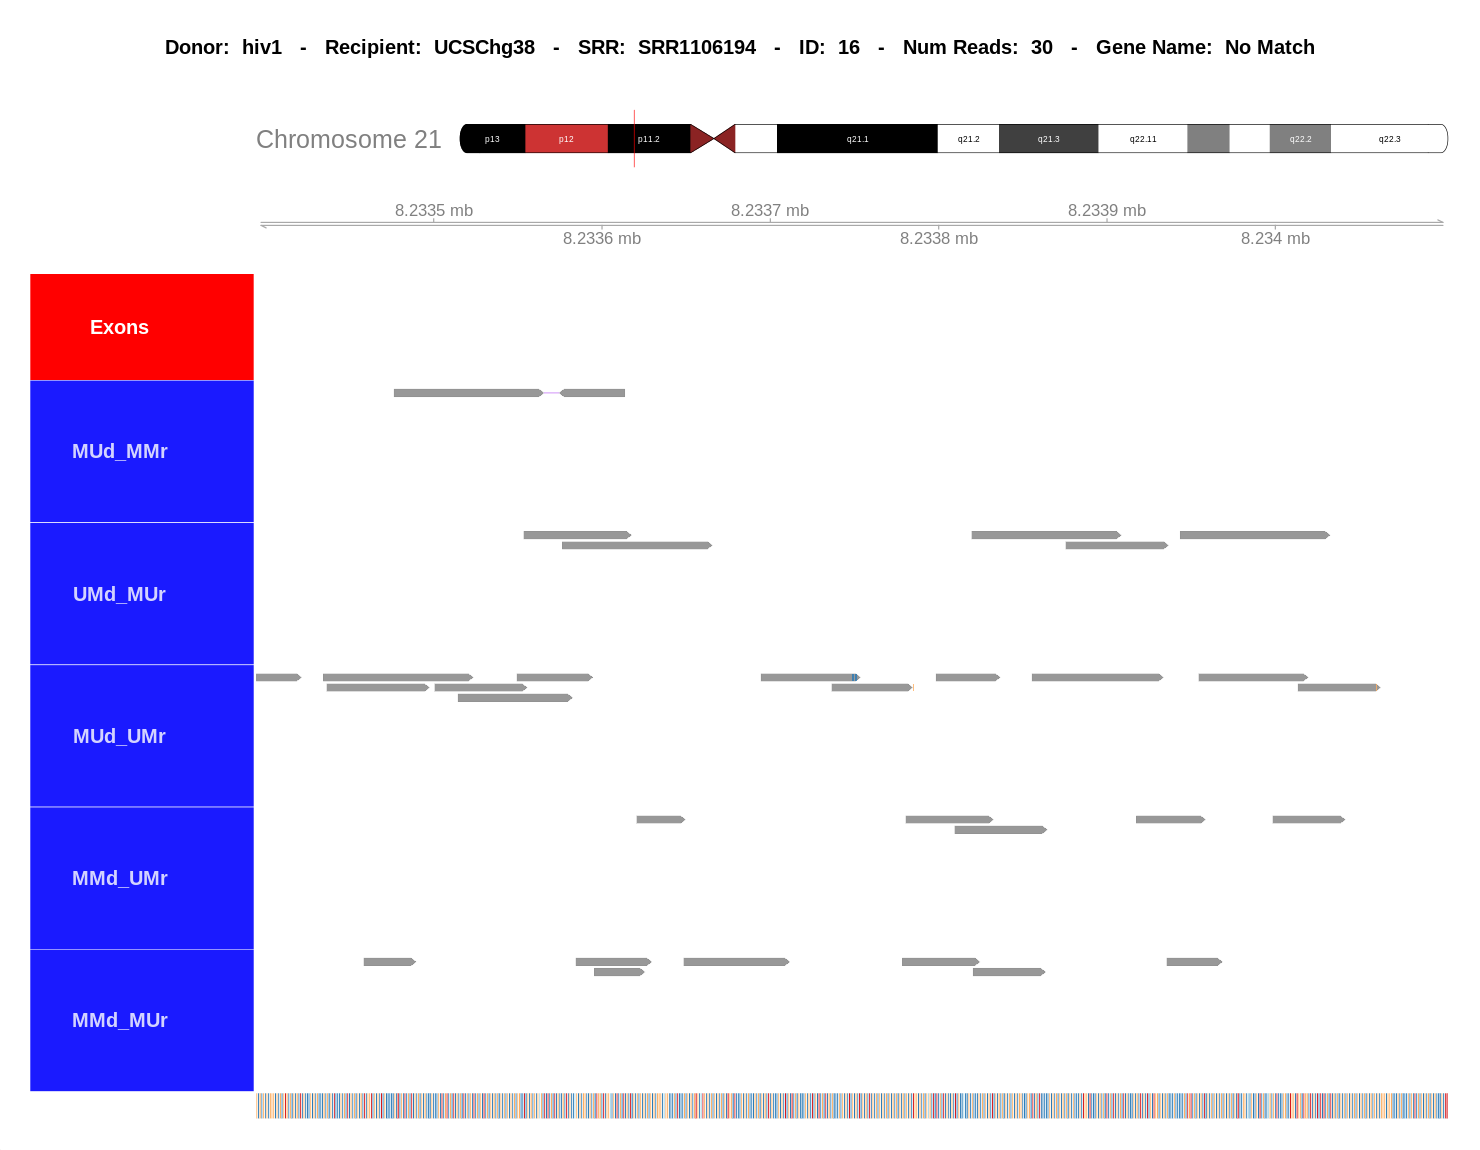 Donor: hiv1 - Recipient: UCSChg38 - SRR: SRR1106194 - ID: 16 - Num Reads: 30 - Gene Name: No Match
Chromosome 21 p13 p12 p11.2 q21.1 q21.2 q21.3 q22.11 q22.2 q22.3
8.2335 mb 8.2337 mb 8.2339 mb
8.2336 mb 8.2338 mb 8.234 mb
Exons
MUd_MMr
UMd_MUr
MUd_UMr
MMd_UMr
MMd_MUr